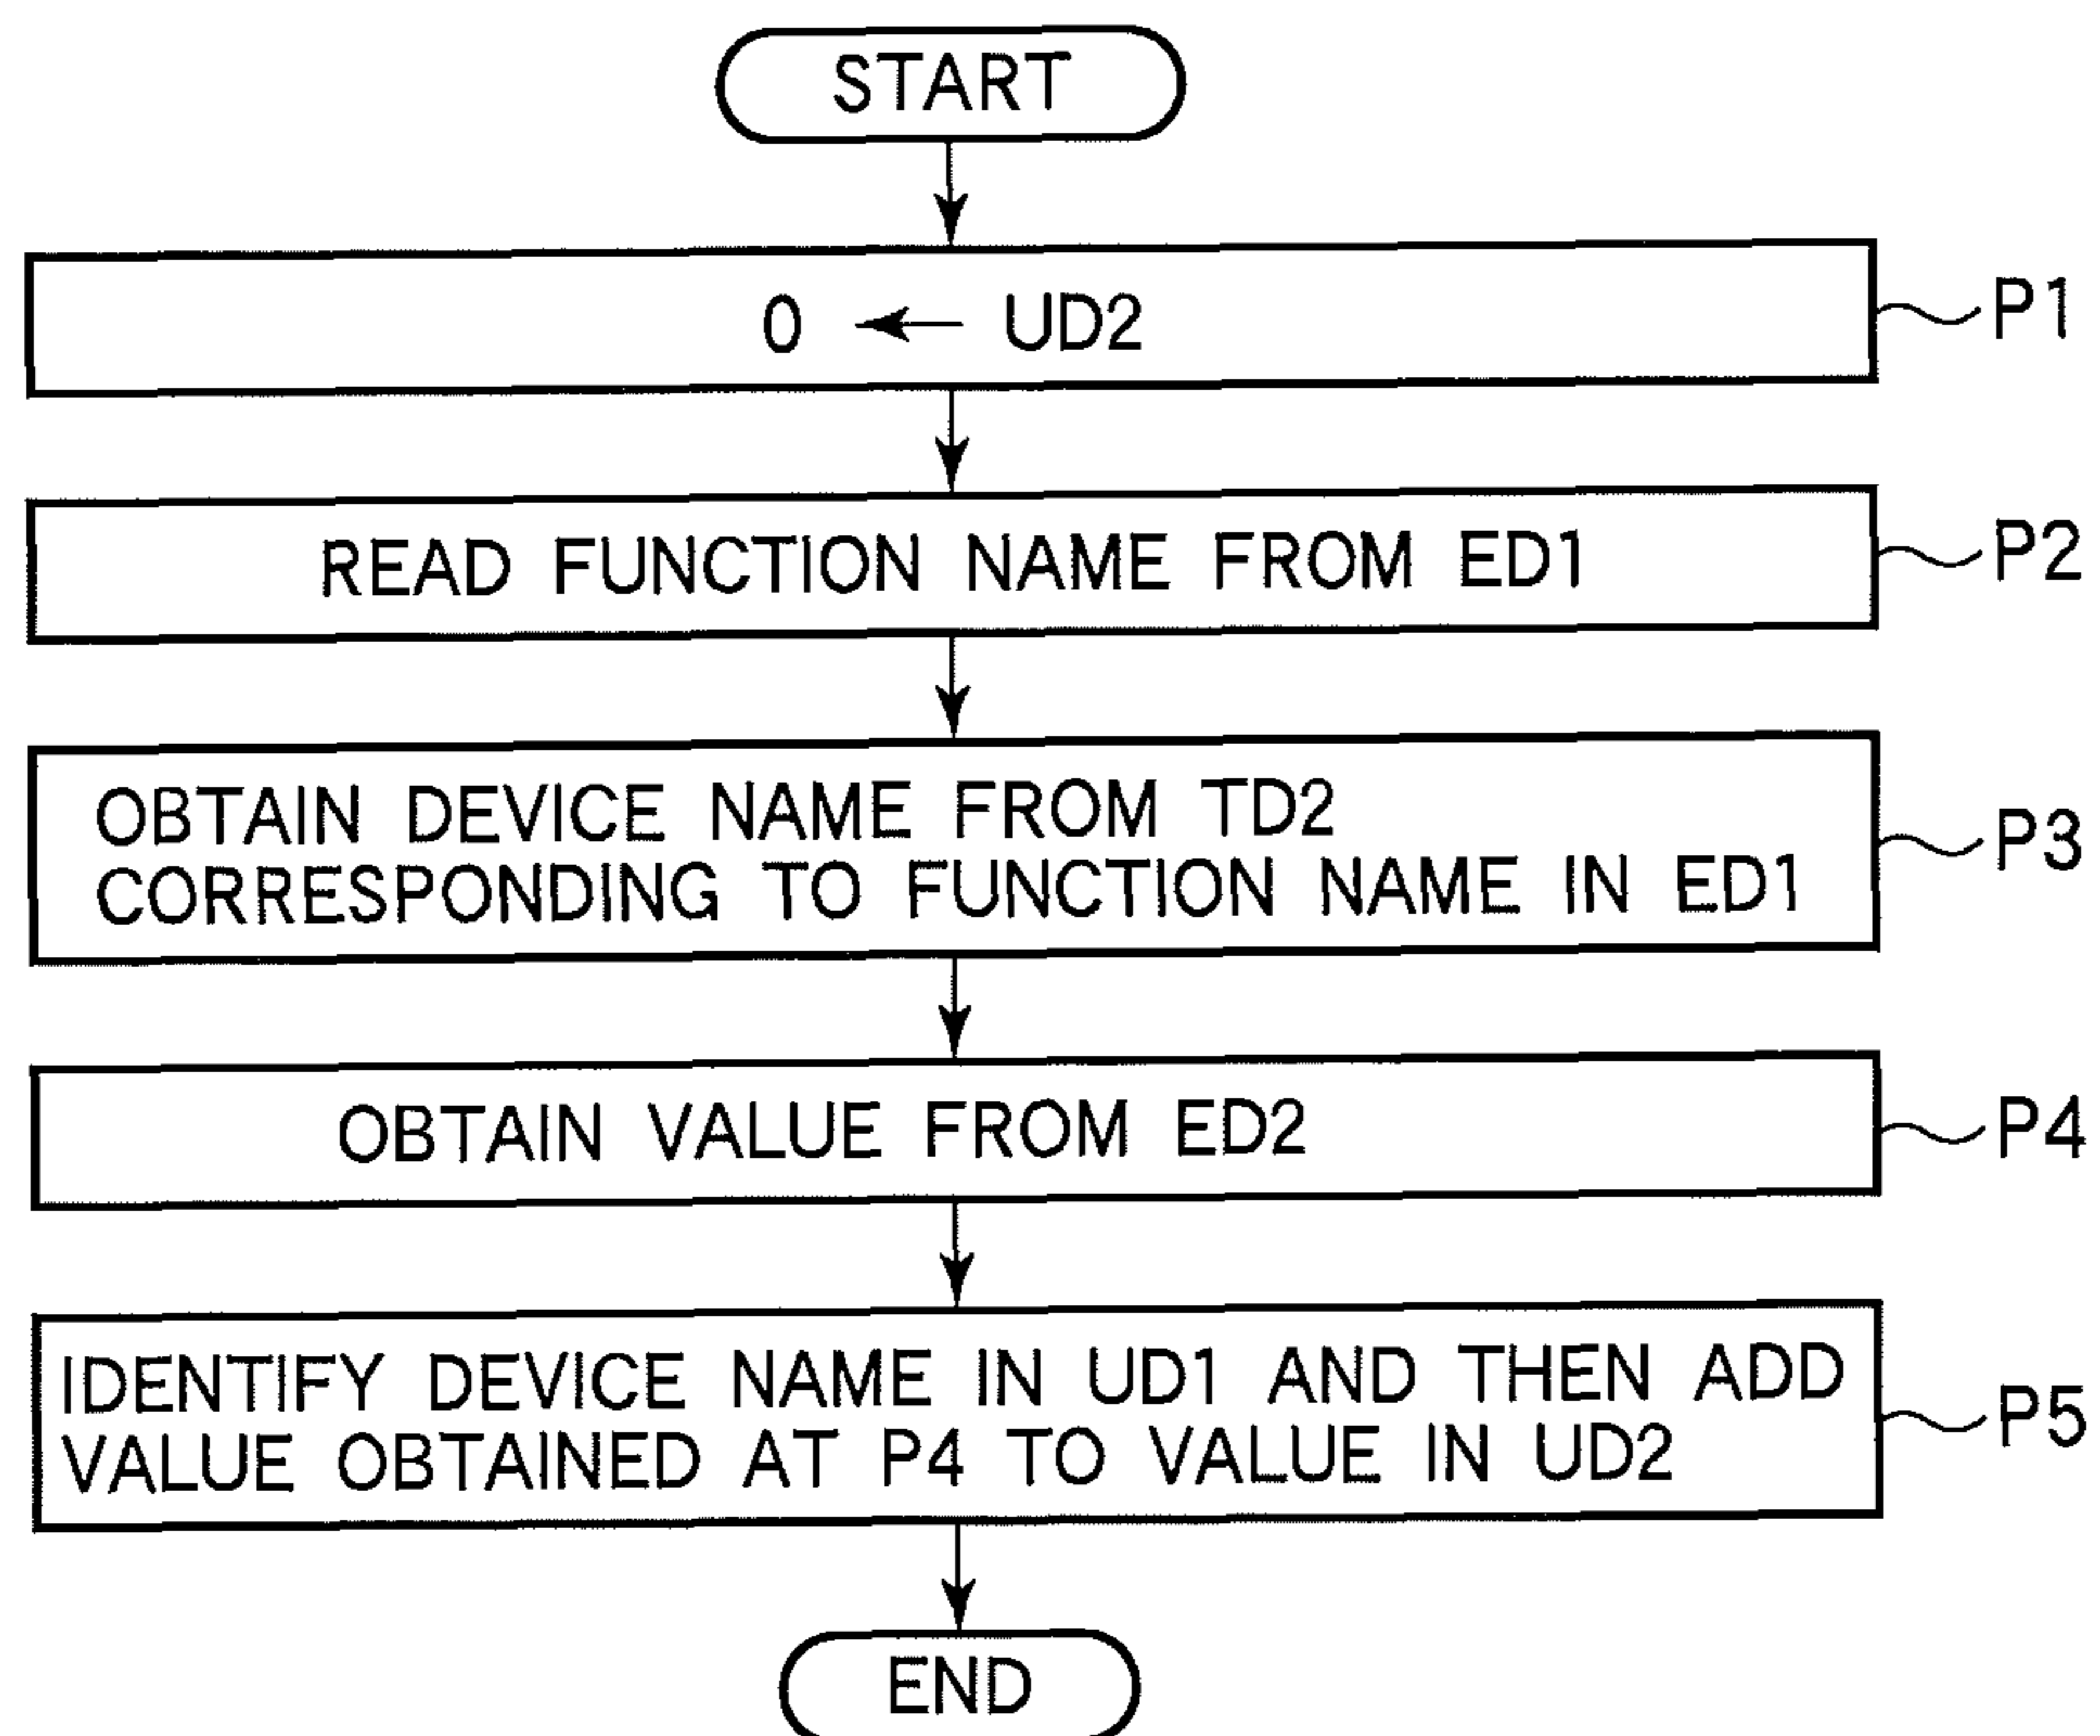 START
0 ← UD2
P1
READ FUNCTION NAME FROM ED1
P2
OBTAIN DEVICE NAME FROM TD2
CORRESPONDING TO FUNCTION NAME IN ED1
P3
OBTAIN VALUE FROM ED2
P4
IDENTIFY DEVICE NAME IN UD1 AND THEN ADD
VALUE OBTAINED AT P4 TO VALUE IN UD2
P5
END